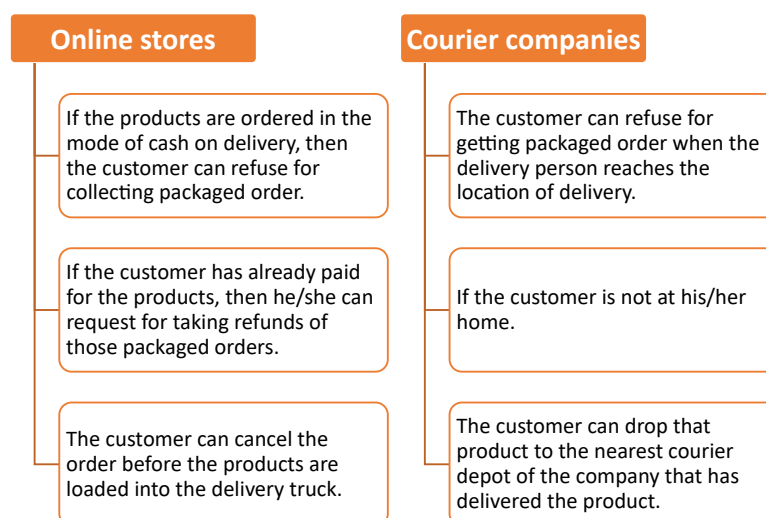 Online stores
If the products are ordered in the
mode of cash on delivery, then
the customer can refuse for
collecting packaged order.
If the customer has already paid
for the products, then he/she can
request for taking refunds of
those packaged orders.
The customer can cancel the
order before the products are
loaded into the delivery truck.
Courier companies
The customer can refuse for
getting packaged order when the
delivery person reaches the
location of delivery.
If the customer is not at his/her
home.
The customer can drop that
product to the nearest courier
depot of the company that has
delivered the product.